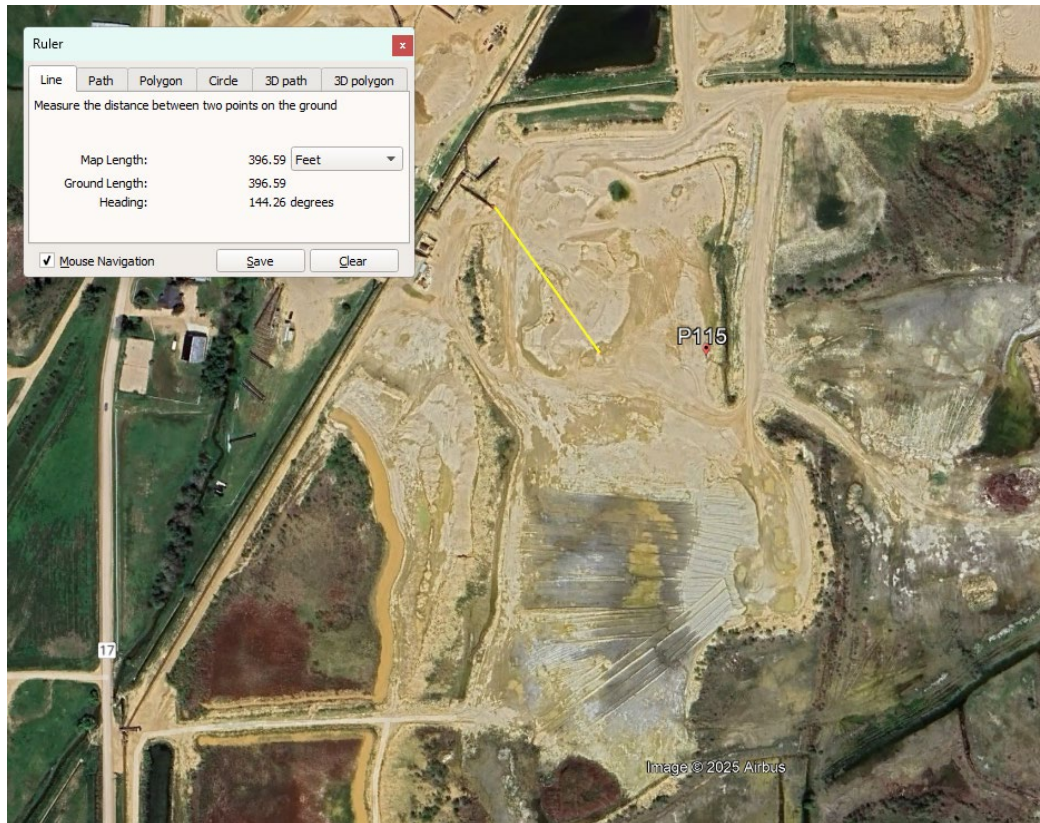 Ruler
x
Line Path Polygon Circle 3D path 3D polygon
Measure the distance between two points on the ground
Map Length: 396.59 Feet
Ground Length: 396.59
Heading: 144.26 degrees
Mouse Navigation Save Clear
P115
17
Image © 2025 Airbus